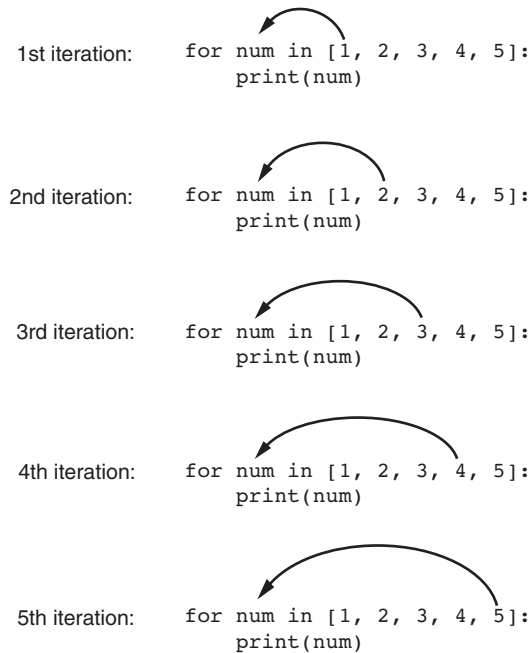 1st iteration: for num in [1, 2, 3, 4, 5]:
print(num)
2nd iteration: for num in [1, 2, 3, 4, 5]:
print(num)
3rd iteration: for num in [1, 2, 3, 4, 5]:
print(num)
4th iteration: for num in [1, 2, 3, 4, 5]:
print(num)
5th iteration: for num in [1, 2, 3, 4, 5]:
print(num)